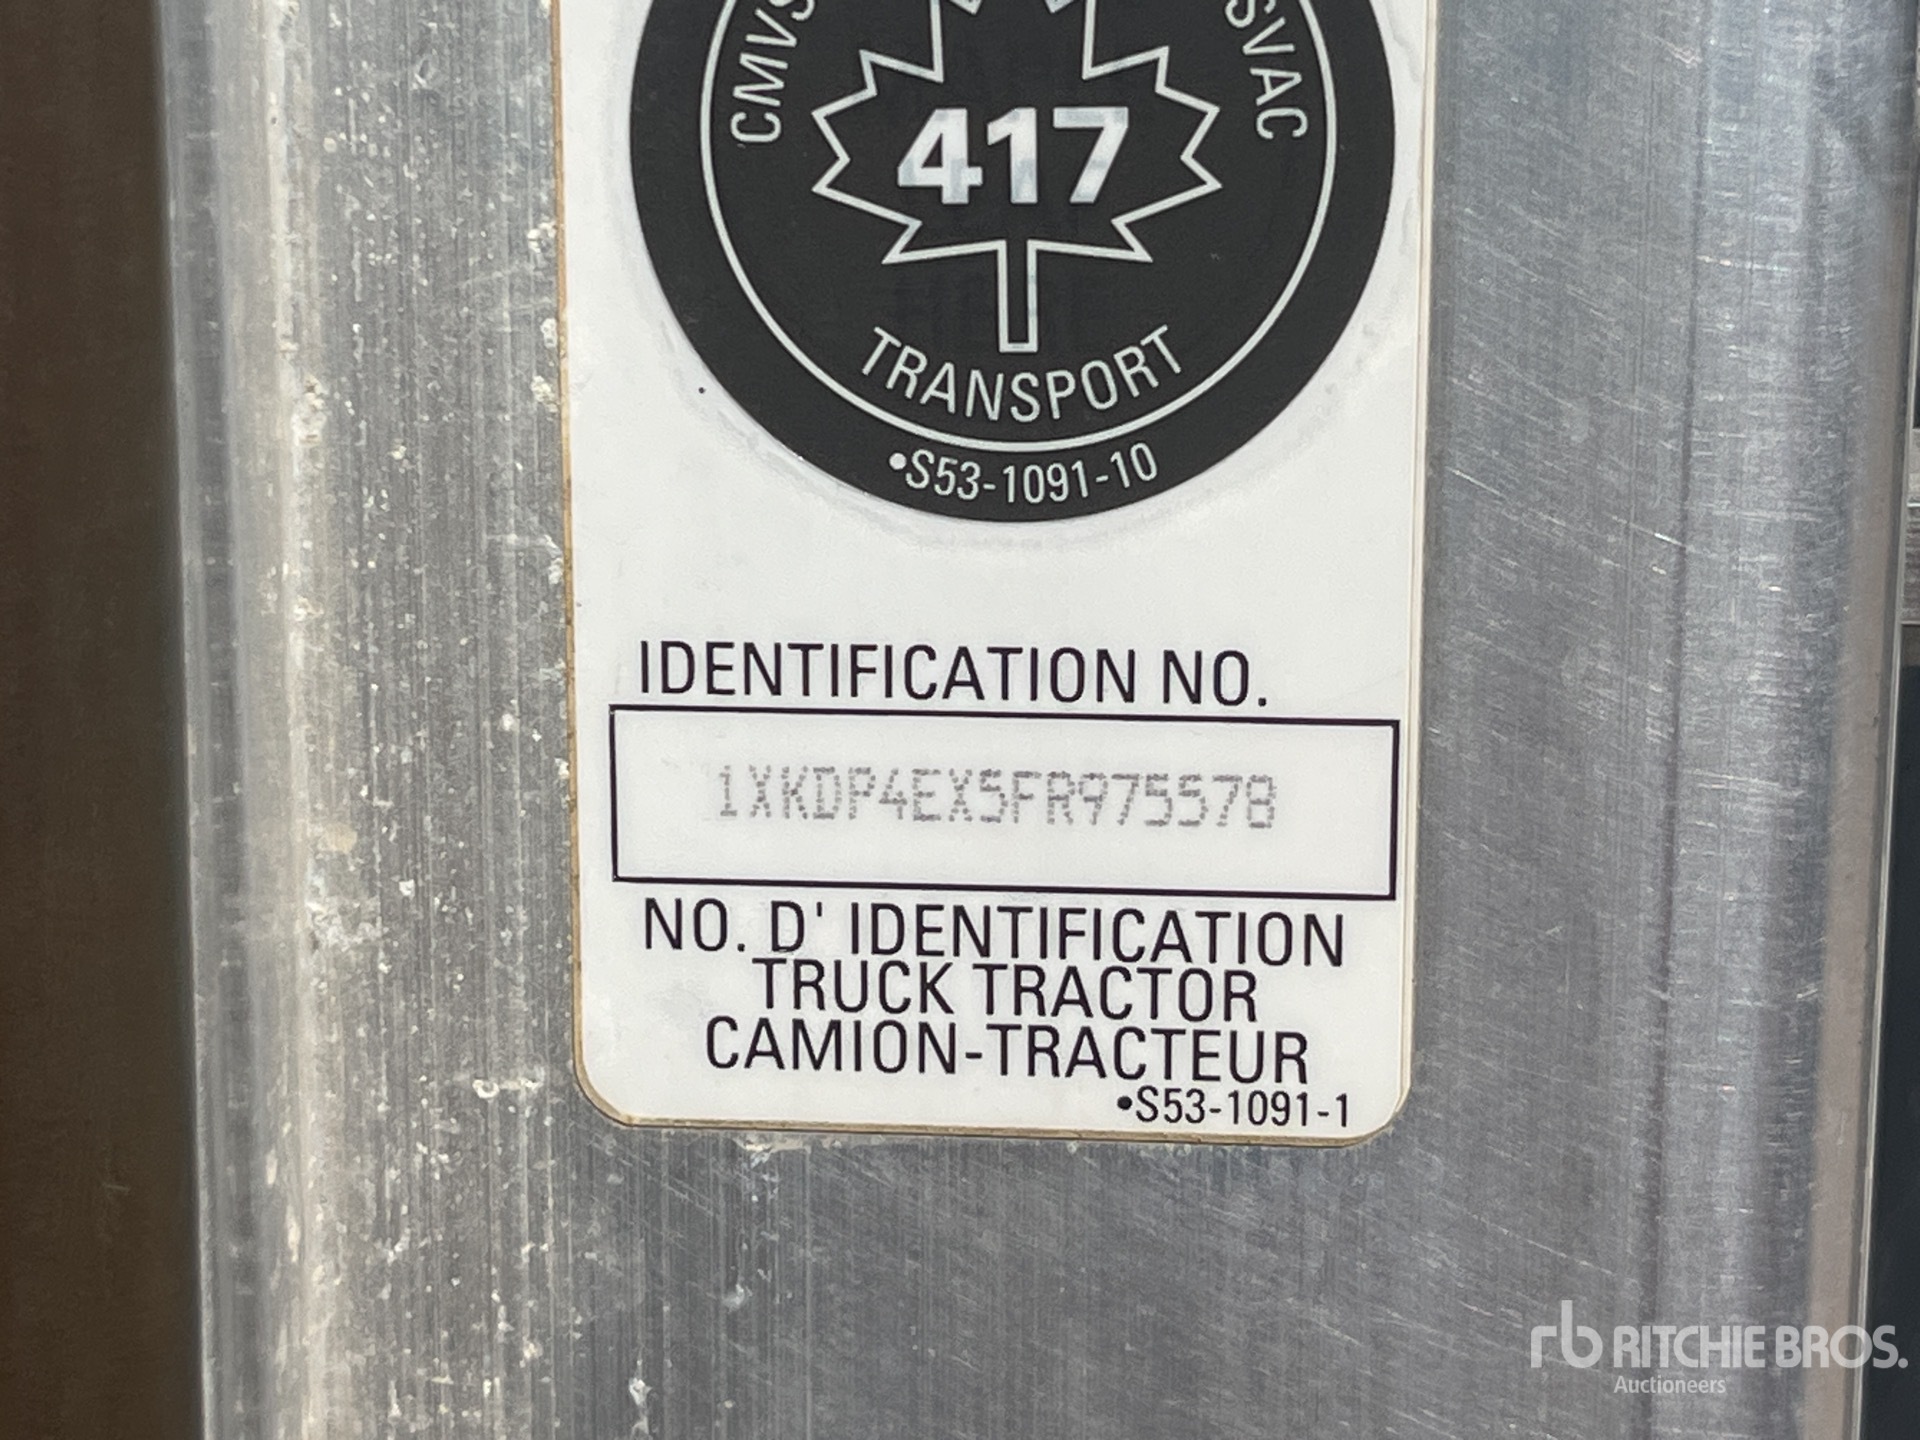 CMVS
SVAC
417
TRANSPORT
•S53-1091-10
IDENTIFICATION NO.
1XKDP4EX5FR975578
NO. D' IDENTIFICATION
TRUCK TRACTOR
CAMION-TRACTEUR
•S53-1091-1
rb RITCHIE BROS.
Auctioneers